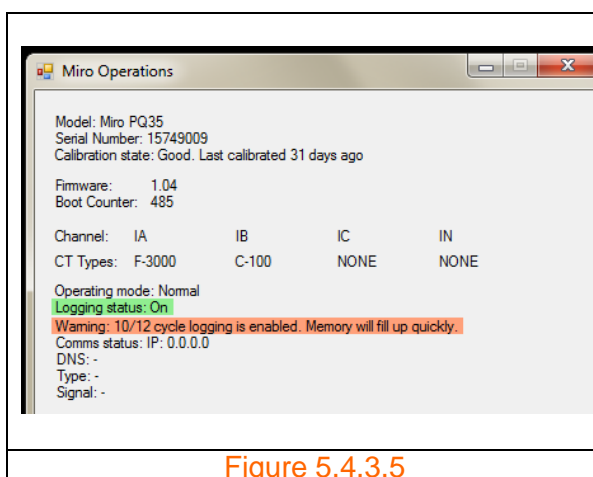 Miro Operations
Model: Miro PQ35
Serial Number: 15749009
Calibration state: Good. Last calibrated 31 days ago
Firmware: 1.04
Boot Counter: 485
Channel: IA IB IC IN
CT Types: F-3000 C-100 NONE NONE
Operating mode: Normal
Logging status: On
Warning: 10/12 cycle logging is enabled. Memory will fill up quickly.
Comms status: IP: 0.0.0.0
DNS: -
Type: -
Signal: -
Figure 5.4.3.5